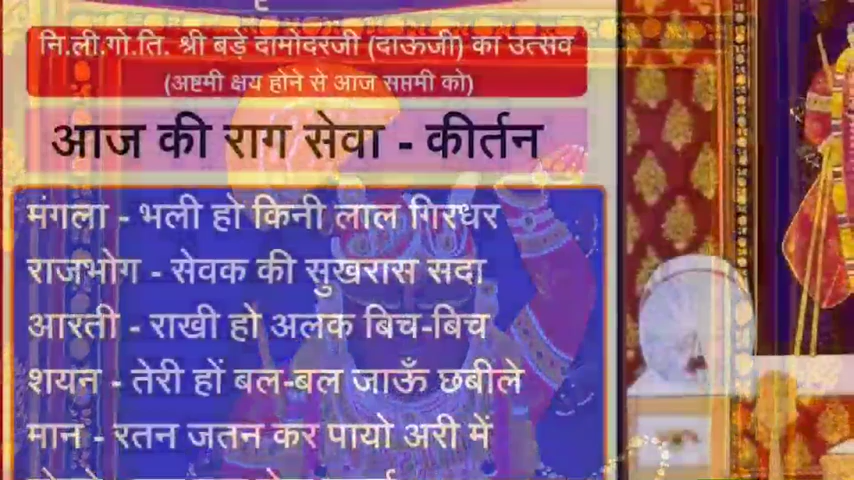 नि.ली.गो.ति. श्री बड़े दामोदरजी (दाऊजी) का उत्सव
(अष्टमी क्षय होने से आज सप्तमी को)
आज की राग सेवा - कीर्तन
मंगला - भली हो किनी लाल गिरधर
राजभोग - सेवक की सुखरास सदा
आरती - राखी हो अलक बिच-बिच
शयन - तेरी हों बल-बल जाऊँ छबीले
मान - रतन जतन कर पायो अरी में